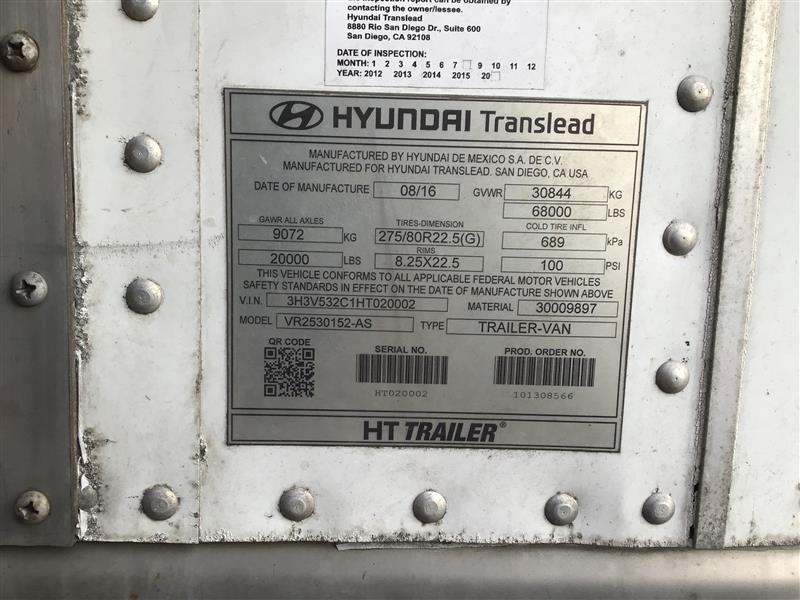 contacting the owner/lessee.
Hyundai Translead
8880 Rio San Diego Dr., Suite 600
San Diego, CA 92108
DATE OF INSPECTION:
MONTH: 1 2 3 4 5 6 7 9 10 11 12
YEAR: 2012 2013 2014 2015 20
HYUNDAI Translead
MANUFACTURED BY HYUNDAI DE MEXICO S.A. DE C.V.
MANUFACTURED FOR HYUNDAI TRANSLEAD. SAN DIEGO, CA USA
DATE OF MANUFACTURE 08/16 GVWR 30844 KG
68000 LBS
GAWR ALL AXLES TIRES-DIMENSION COLD TIRE INFL
9072 KG 275/80R22.5(G) 689 kPa
RIMS
20000 LBS 8.25X22.5 100 PSI
THIS VEHICLE CONFORMS TO ALL APPLICABLE FEDERAL MOTOR VEHICLES
SAFETY STANDARDS IN EFFECT ON THE DATE OF MANUFACTURE SHOWN ABOVE
V.I.N. 3H3V532C1HT020002 MATERIAL 30009897
MODEL VR2530152-AS TYPE TRAILER-VAN
QR CODE SERIAL NO. PROD. ORDER NO.
HT020002 101308566
HT TRAILER®